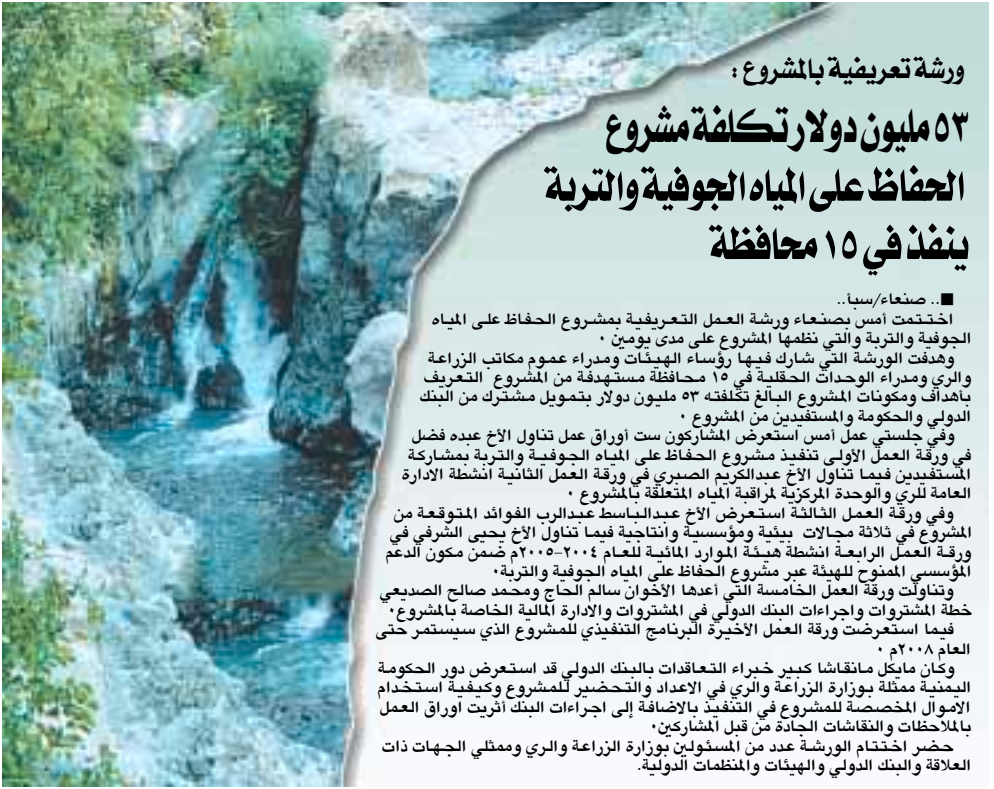 ورشة تعريفية بالمشروع :
٥٣ مليون دولار تكلفة مشروع
الحفاظ على المياه الجوفية والتربة
ينفذ في ١٥ محافظة
■.. صنعاء/سبأ..
اختتمت أمس بصنعاء ورشة العمل التعريفية بمشروع الحفاظ على المياه
الجوفية والتربة والتي نظمها المشروع على مدى يومين ٠
وهدفت الورشة التي شارك فيها رؤساء الهيئات ومدراء عموم مكاتب الزراعة
والري ومدراء الوحدات الحقلية في ١٥ محافظة مستهدفة من المشروع التعريف
بأهداف ومكونات المشروع البالغ تكلفته ٥٣ مليون دولار بتمويل مشترك من البنك
الدولي والحكومة والمستفيدين من المشروع ٠
وفي جلستي عمل أمس استعرض المشاركون ست أوراق عمل تناول الأخ عبده فضل
في ورقة العمل الأولى تنفيذ مشروع الحفاظ على المياه الجوفية والتربة بمشاركة
المستفيدين فيما تناول الأخ عبدالكريم الصبري في ورقة العمل الثانية انشطة الادارة
العامة للري والوحدة المركزية لمراقبة المياه المتعلقة بالمشروع ٠
وفي ورقة العمل الثالثة استعرض الأخ عبدالباسط عبدالرب الفوائد المتوقعة من
المشروع في ثلاثة مجالات بيئية ومؤسسية وانتاجية فيما تناول الأخ يحيى الشرفي في
ورقة العمل الرابعة انشطة هيئة الموارد المائية للعام ٢٠٠٤-٢٠٠٥م ضمن مكون الدعم
المؤسسي الممنوح للهيئة عبر مشروع الحفاظ على المياه الجوفية والتربة٠
وتناولت ورقة العمل الخامسة التي أعدها الأخوان سالم الحاج ومحمد صالح الصديعي
خطة المشتروات واجراءات البنك الدولي في المشتروات والادارة المالية الخاصة بالمشروع٠
فيما استعرضت ورقة العمل الأخيرة البرنامج التنفيذي للمشروع الذي سيستمر حتى
العام ٢٠٠٨م ٠
وكان مايكل مانقاشا كبير خبراء التعاقدات بالبنك الدولي قد استعرض دور الحكومة
اليمنية ممثلة بوزارة الزراعة والري في الاعداد والتحضير للمشروع وكيفية استخدام
الاموال المخصصة للمشروع في التنفيذ بالاضافة إلى اجراءات البنك أثريت اوراق العمل
بالملاحظات والنقاشات الجادة من قبل المشاركين٠
حضر اختتام الورشة عدد من المسئولين بوزارة الزراعة والري وممثلي الجهات ذات
العلاقة والبنك الدولي والهيئات والمنظمات الدولية.